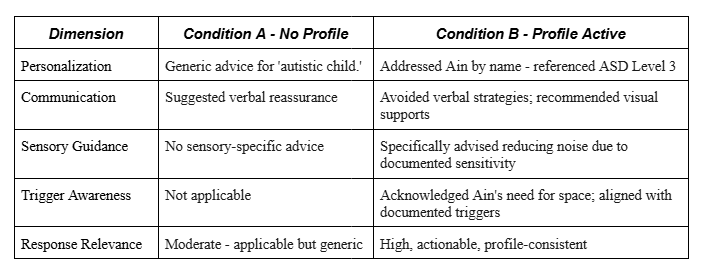 Dimension Condition A - No Profile Condition B - Profile Active
Personalization Generic advice for 'autistic child.' Addressed Ain by name - referenced ASD Level 3
Communication Suggested verbal reassurance Avoided verbal strategies; recommended visual
supports
Sensory Guidance No sensory-specific advice Specifically advised reducing noise due to
documented sensitivity
Trigger Awareness Not applicable Acknowledged Ain's need for space; aligned with
documented triggers
Response Relevance Moderate - applicable but generic High, actionable, profile-consistent